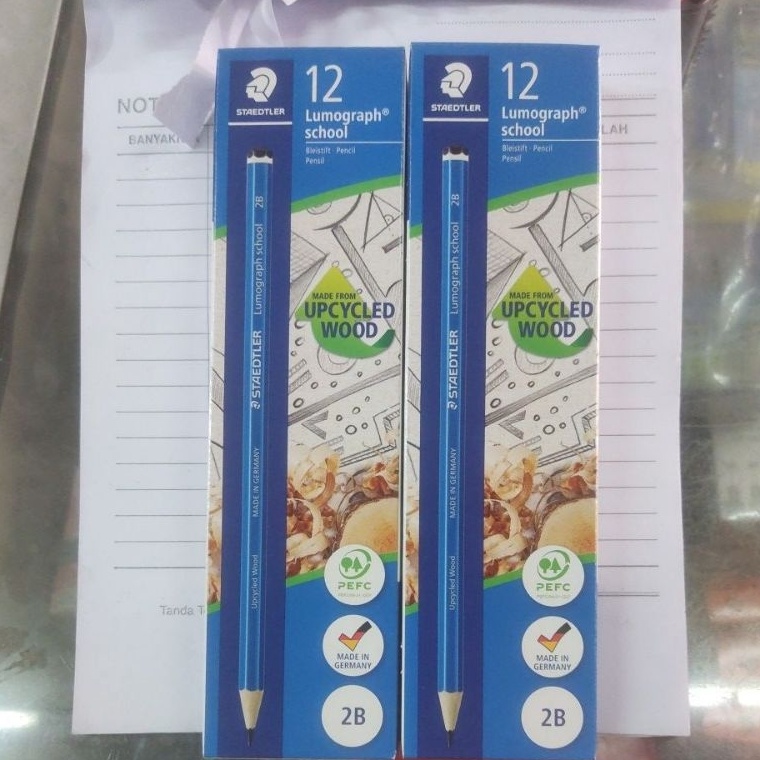 NOT
BANYAKN
LAH
STAEDTLER
12
Lumograph® school
Bleistift · Pencil
Pensil
2B
Lumograph school
STAEDTLER
MADE IN GERMANY
Upcycled Wood
MADE FROM
UPCYCLED
WOOD
PEFC
MADE IN
GERMANY
2B
STAEDTLER
12
Lumograph® school
Bleistift · Pencil
Pensil
2B
Lumograph school
STAEDTLER
MADE IN GERMANY
Upcycled Wood
MADE FROM
UPCYCLED
WOOD
PEFC
MADE IN
GERMANY
2B
Tanda T